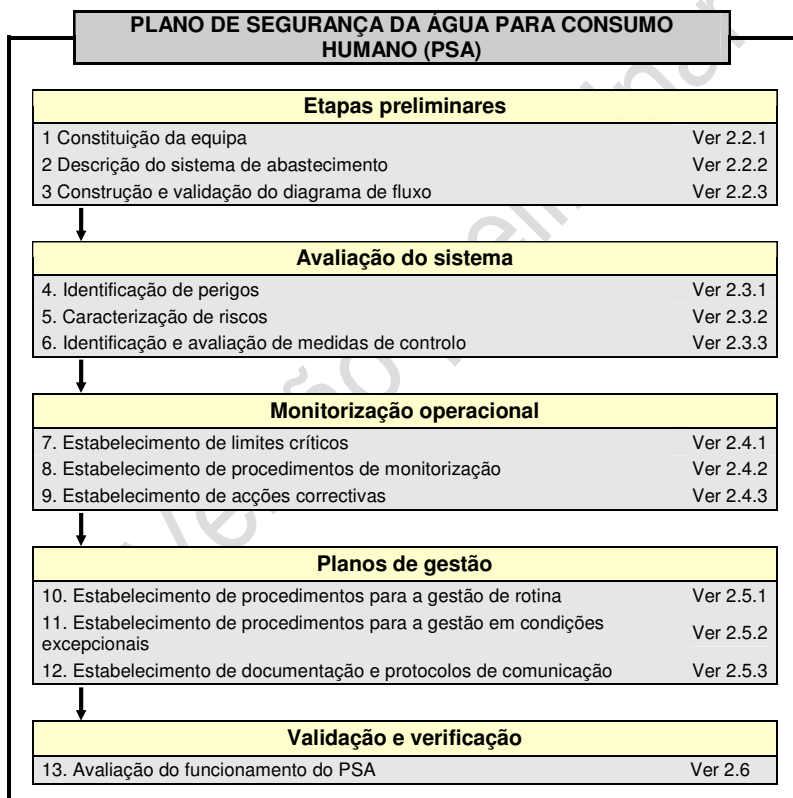 PLANO DE SEGURANÇA DA ÁGUA PARA CONSUMO
HUMANO (PSA)
Etapas preliminares
1 Constituição da equipa Ver 2.2.1
2 Descrição do sistema de abastecimento Ver 2.2.2
3 Construção e validação do diagrama de fluxo Ver 2.2.3
Avaliação do sistema
4. Identificação de perigos Ver 2.3.1
5. Caracterização de riscos Ver 2.3.2
6. Identificação e avaliação de medidas de controlo Ver 2.3.3
Monitorização operacional
7. Estabelecimento de limites críticos Ver 2.4.1
8. Estabelecimento de procedimentos de monitorização Ver 2.4.2
9. Estabelecimento de acções correctivas Ver 2.4.3
Planos de gestão
10. Estabelecimento de procedimentos para a gestão de rotina Ver 2.5.1
11. Estabelecimento de procedimentos para a gestão em condições
excepcionais Ver 2.5.2
12. Estabelecimento de documentação e protocolos de comunicação Ver 2.5.3
Validação e verificação
13. Avaliação do funcionamento do PSA Ver 2.6